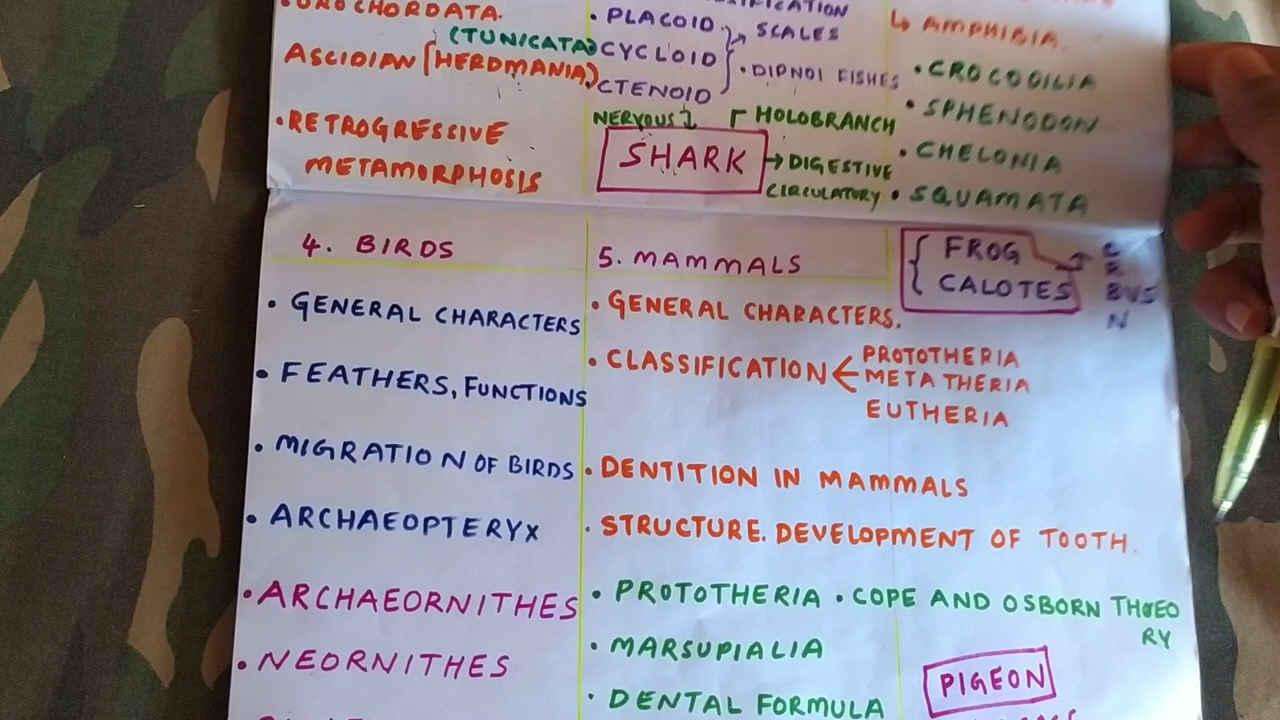 UROCHORDATA.
(TUNICATA)
ASCIDIAN (HERDMANIA)
• RETROGRESSIVE
METAMORPHOSIS
• PLACOID
CYCLOID
CTENOID
SCALES
• DIPNOI FISHES
NERVOUS
HOLOBRANCH
SHARK
DIGESTIVE
CIRCULATORY
AMPHIBIA.
• CROCODILIA
• SPHENODON
• CHELONIA
• SQUAMATA
4. BIRDS
• GENERAL CHARACTERS
• FEATHERS, FUNCTIONS
• MIGRATION OF BIRDS
• ARCHAEOPTERYX
• ARCHAEORNITHES
• NEORNITHES
5. MAMMALS
• GENERAL CHARACTERS.
• CLASSIFICATION
PROTOTHERIA
METATHERIA
EUTHERIA
• DENTITION IN MAMMALS
• STRUCTURE. DEVELOPMENT OF TOOTH.
• PROTOTHERIA • COPE AND OSBORN THOEO
RY
• MARSUPIALIA
• DENTAL FORMULA
FROG
CALOTES
R
BVS
N
PIGEON